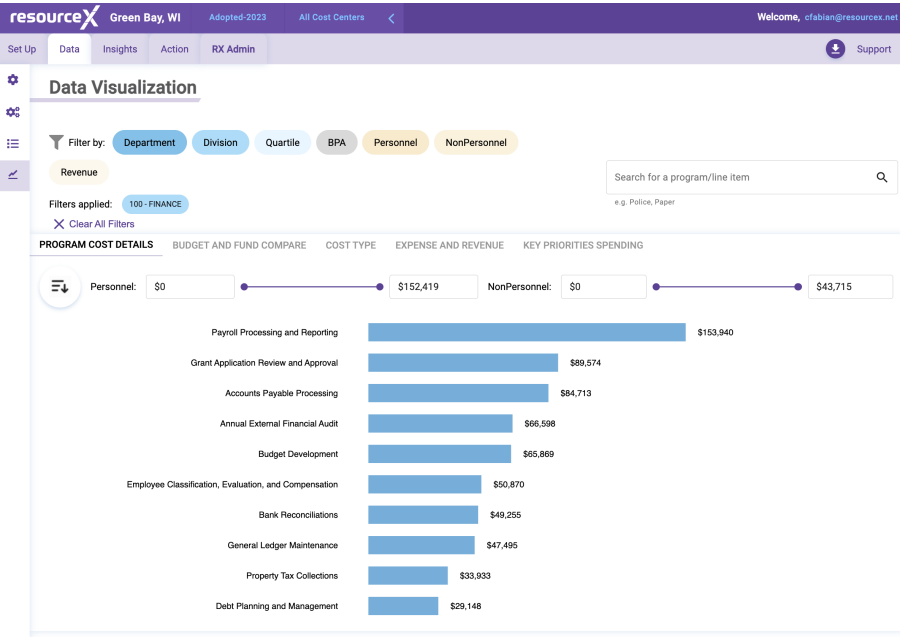 resourceX Green Bay, WI Adopted-2023 All Cost Centers Welcome, cfabian@resourcex.net
Set Up Data Insights Action RX Admin Support
Data Visualization
Filter by: Department Division Quartile BPA Personnel NonPersonnel
Revenue
Search for a program/line item
e.g. Police, Paper
Filters applied: 100 - FINANCE
Clear All Filters
PROGRAM COST DETAILS BUDGET AND FUND COMPARE COST TYPE EXPENSE AND REVENUE KEY PRIORITIES SPENDING
Personnel: $0 $152,419 NonPersonnel: $0 $43,715
Payroll Processing and Reporting $153,940
Grant Application Review and Approval $89,574
Accounts Payable Processing $84,713
Annual External Financial Audit $66,598
Budget Development $65,869
Employee Classification, Evaluation, and Compensation $50,870
Bank Reconciliations $49,255
General Ledger Maintenance $47,495
Property Tax Collections $33,933
Debt Planning and Management $29,148